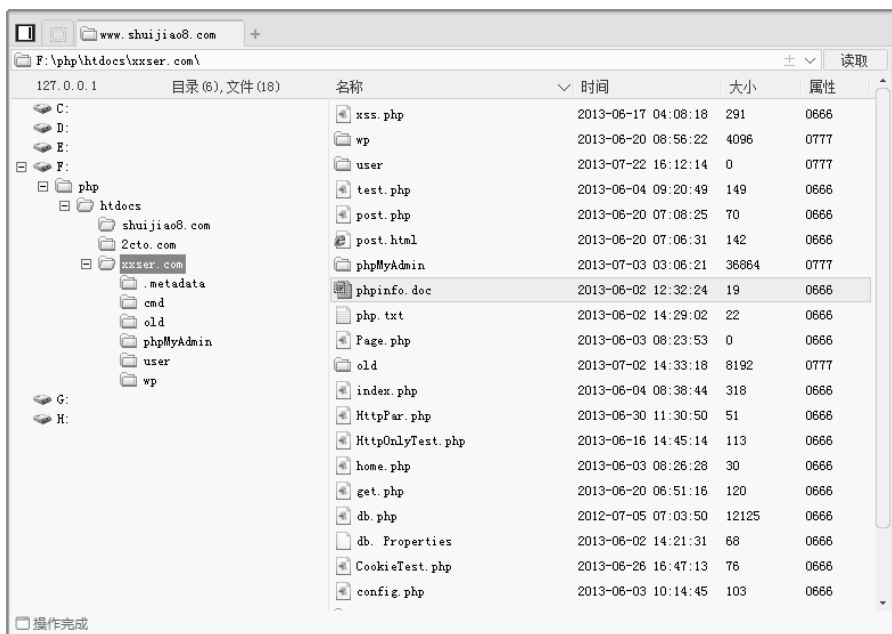 www.shuijiao8.com +
F:\php\htdocs\xxser.com\ 读取
127.0.0.1 目录(6),文件(18)
C:
D:
E:
F:
php
htdocs
shuijiao8.com
2cto.com
xxser.com
.metadata
cmd
old
phpMyAdmin
user
wp
G:
H:
名称 时间 大小 属性
xss.php 2013-06-17 04:08:18 291 0666
wp 2013-06-20 08:56:22 4096 0777
user 2013-07-22 16:12:14 0 0777
test.php 2013-06-04 09:20:49 149 0666
post.php 2013-06-20 07:08:25 70 0666
post.html 2013-06-20 07:06:31 142 0666
phpMyAdmin 2013-07-03 03:06:21 36864 0777
phpinfo.doc 2013-06-02 12:32:24 19 0666
php.txt 2013-06-02 14:29:02 22 0666
Page.php 2013-06-03 08:23:53 0 0666
old 2013-07-02 14:33:18 8192 0777
index.php 2013-06-04 08:38:44 318 0666
HttpPar.php 2013-06-30 11:30:50 51 0666
HttpOnlyTest.php 2013-06-16 14:45:14 113 0666
home.php 2013-06-03 08:26:28 30 0666
get.php 2013-06-20 06:51:16 120 0666
db.php 2012-07-05 07:03:50 12125 0666
db. Properties 2013-06-02 14:21:31 68 0666
CookieTest.php 2013-06-26 16:47:13 76 0666
config.php 2013-06-03 10:14:45 103 0666
操作完成